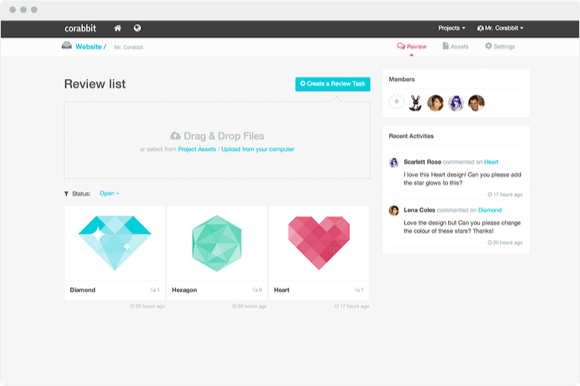 corabbit
Projects
Mr. Corabbit
Website / Mr. Corabbit
Review
Assets
Settings
Review list
Create a Review Task
Drag & Drop Files
or select from Project Assets / Upload from your computer
Status: Open
Diamond 1
Hexagon 0
Heart 1
20 hours ago
20 hours ago
17 hours ago
Members
Recent Activities
Scarlett Rose commented on Heart
I love this Heart design! Can you please add
the star glows to this?
17 hours ago
Lena Coles commented on Diamond
Love the design but Can you please change
the colour of these stars? Thanks!
20 hours ago